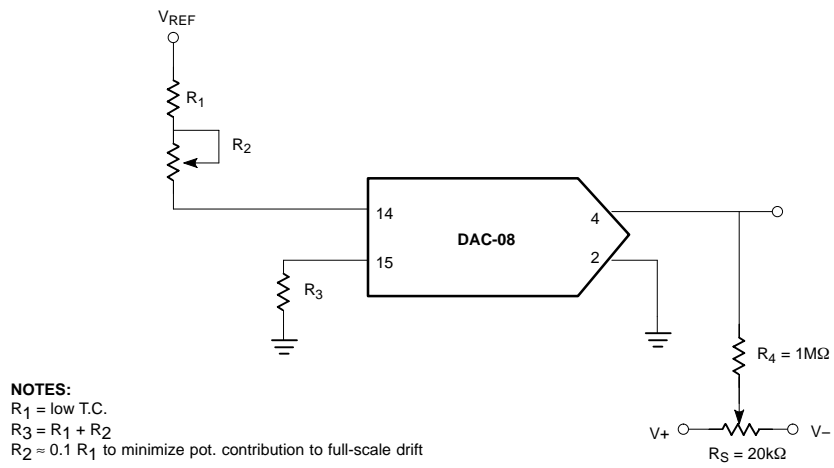 VREF
R1
R2
14
4
DAC-08
15
2
R3
R4 = 1MΩ
NOTES:
R1 = low T.C.
R3 = R1 + R2
R2 ≈ 0.1 R1 to minimize pot. contribution to full-scale drift
V+
V–
RS = 20kΩ